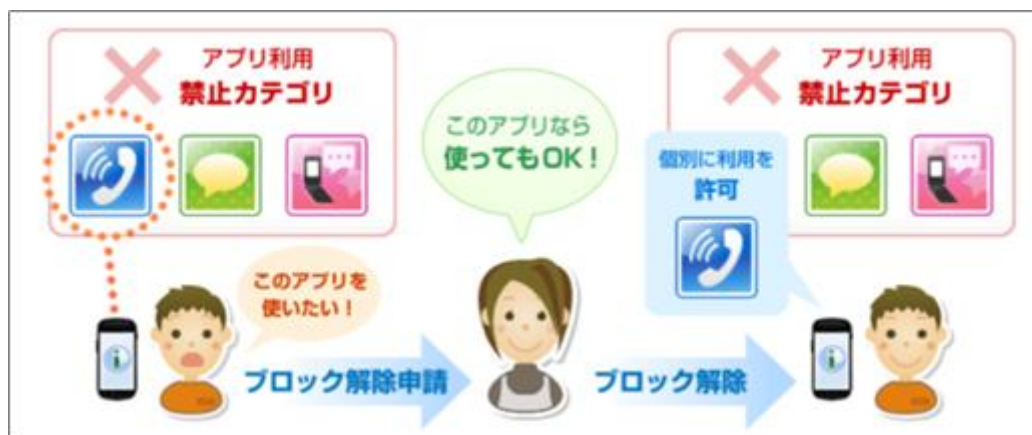 アプリ利用
禁止カテゴリ
このアプリを
使いたい！
ブロック解除申請
このアプリなら
使ってもOK！
ブロック解除
アプリ利用
禁止カテゴリ
個別に利用を
許可